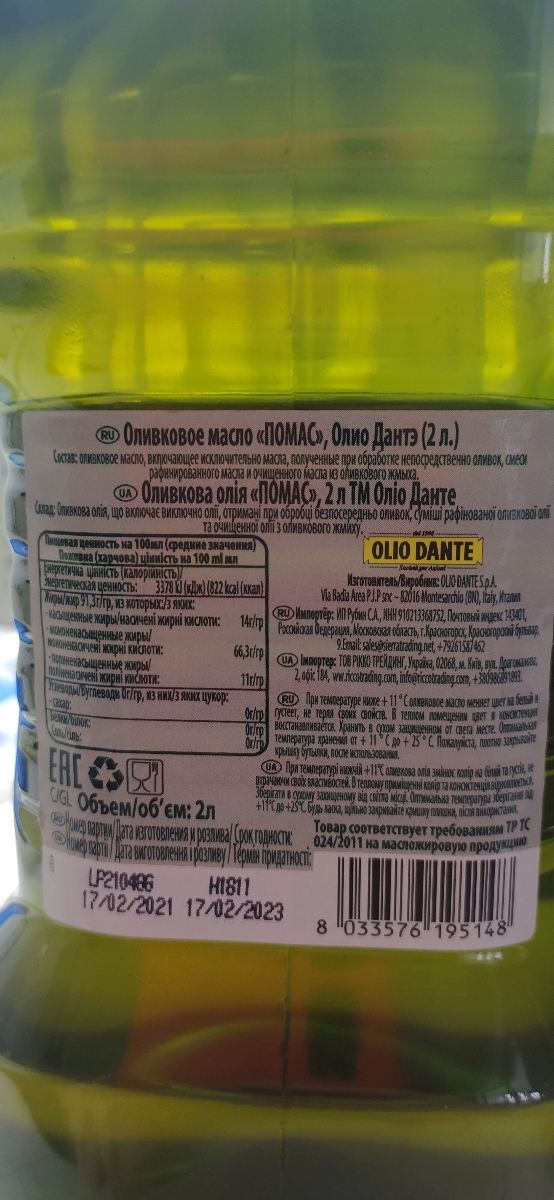 RU Оливковое масло «ПОМАС», Олио Дантэ (2 л.)
Состав: оливковое масло, включающее исключительно масла, полученные при обработке непосредственно оливок, смеси
рафинированного масла и очищенного масла из оливкового жмыха.
UA Оливкова олія «ПОМАС», 2 л ТМ Оліо Данте
Склад: Оливкова олія, що включає виключно олії, отримані при обробці безпосередньо оливок, суміші рафінованої оливкової олії
та очищенної олії з оливкового жмиху.
Пищевая ценность на 100мл (средние значения)
Поживна (харчова) цінність на 100 ml мл
Енергетична цінність (калорийність)/
Энергетическая ценность: 3378 kJ (кДж) (822 kcal (ккал)
Жиры/жир 91,3г/гр, из которых:/з яких:
-насыщенные жиры/насичені жирні кислоти: 14г/гр
-мононенасыщенные жиры/
мононенасичені жирні кислоти: 66,3г/гр
-полиненасыщенные жиры/
поліненасичені жирні кислоти: 11г/гр
Углеводы/бутлеводи 0г/гр, из них/з яких цукор:
- сахар: 0г/гр
Белки/білок: 0г/гр
Соль/сіль: 0г/гр
dal 1898
OLIO DANTE
Изготовитель/Виробник: OLIO DANTE S.p.A.
Via Badia Area P.I.P snc – 82016 Montesarchio (BN), Italy, Италия
RU Импортёр: ИП Рубин С.А., ИНН 910213368752, Почтовый индекс 143401,
Российская Федерация, Московская область, г.Красногорск, Красногорский бульвар,
9.Email: sales@sierratrading.net, +79261587462
UA Імпортер: ТОВ РІККО ТРЕЙДИНГ, Україна, 02068, м. Київ, вул. Драгоманова,
2, офіс 184, ww.riccotrading.com, info@riccotrading.com, +380986891893.
RU При температуре ниже + 11°С оливковое масло меняет цвет на белый и
густеет, не теряя своих свойств. В теплом помещении цвет и консистенция
восстанавливается. Хранить в сухом защищенном от света месте. Оптимальная
температура хранения от + 11° С до + 25° С Пожалуйста, плотно закрывайте
крышку бутылки, после использования.
UA При температурі нижчій +11°С оливкова олія змінює колір на білий та густіє, не
втрачаючи своїх властивостей. В теплому приміщенні колір та консистенція відновлюється.
Зберігати в сухому захищеному від світла місці. Оптимальна температура зберігання від
+11°С до +25°С Будь ласка, щільно закривайте кришку пляшки, після використання.
EAC
C/GL Объем/об'єм: 2л
RU Номер партии/Дата изготовления и розлива/Срок годности:
UA Номер партії/Дата виготовлення і розливу/Термін придатності:
Товар соответствует требованиям ТР ТС
024/2011 на масложировую продукцию
LP210486 H1811
17/02/2021 17/02/2023
8 033576 195148